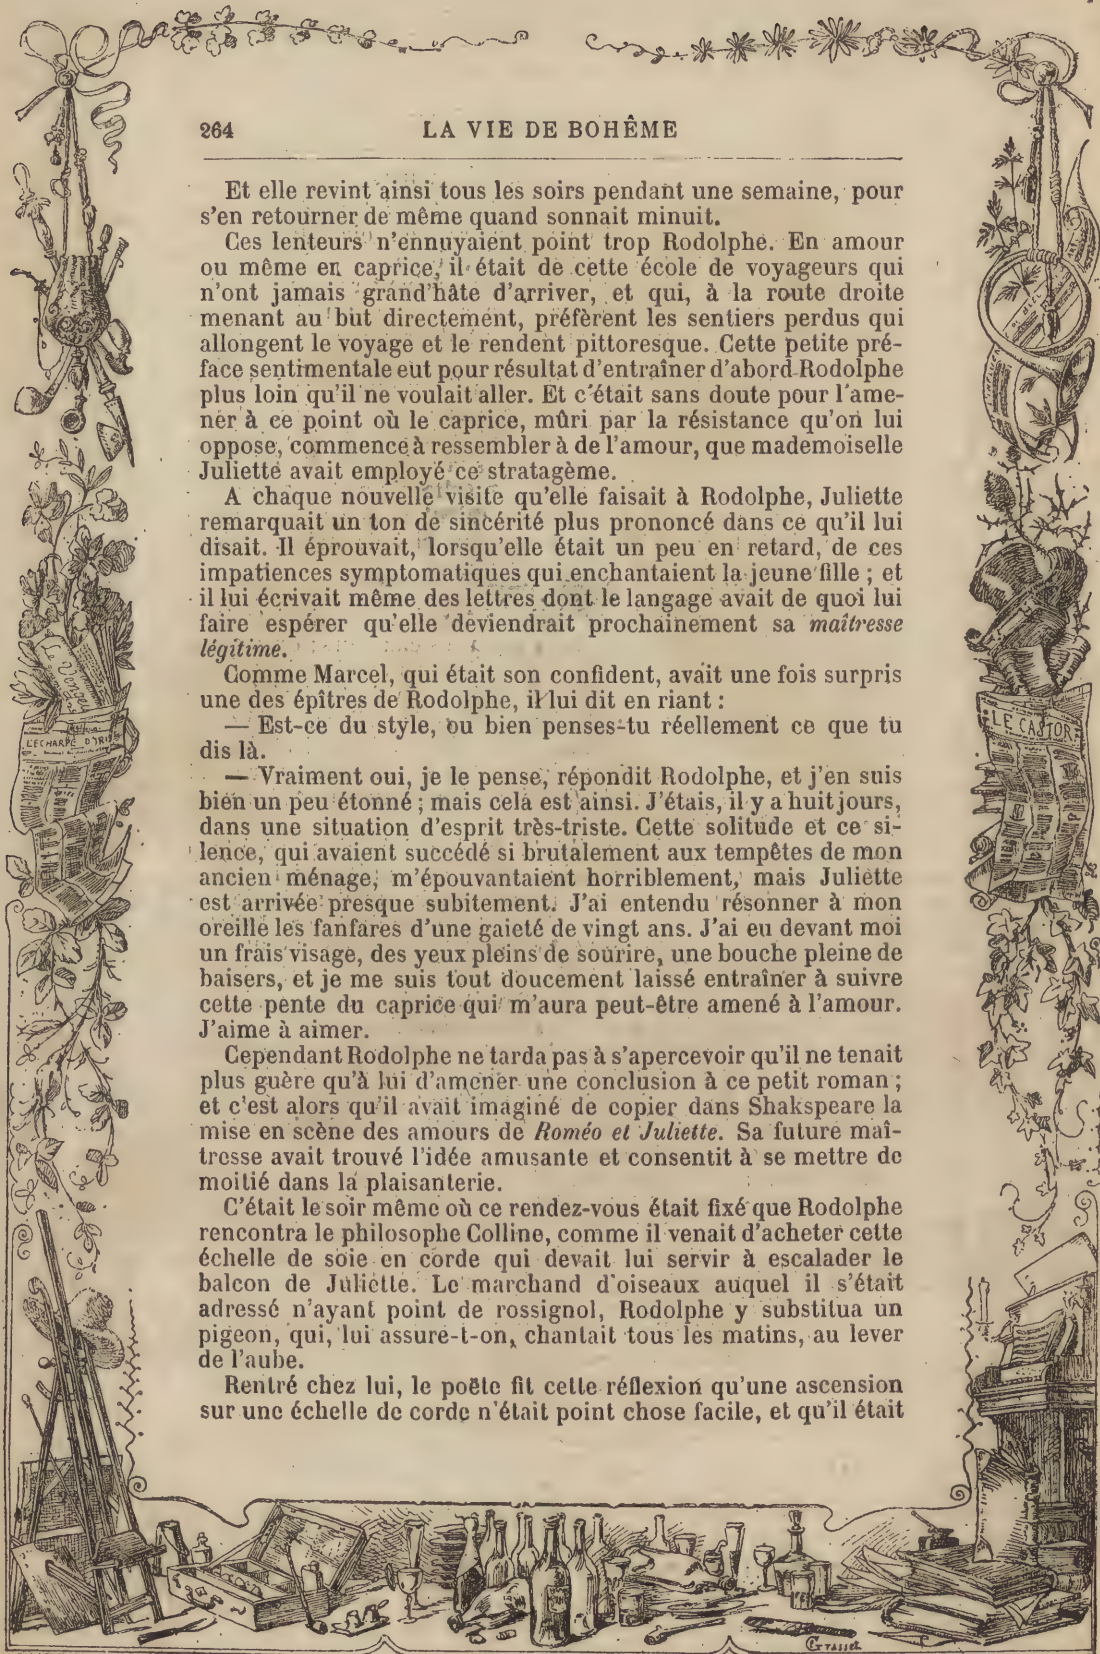 264 LA VIE DE BOHÊME
Et elle revint ainsi tous les soirs pendant une semaine, pour
s'en retourner de même quand sonnait minuit.
Ces lenteurs n'ennuyaient point trop Rodolphe. En amour
ou même en caprice, il était de cette école de voyageurs qui
n'ont jamais grand'hâte d'arriver, et qui, à la route droite
menant au but directement, préfèrent les sentiers perdus qui
allongent le voyage et le rendent pittoresque. Cette petite pré-
face sentimentale eut pour résultat d'entraîner d'abord Rodolphe
plus loin qu'il ne voulait aller. Et c'était sans doute pour l'ame-
ner à ce point où le caprice, mûri par la résistance qu'on lui
oppose, commence à ressembler à de l'amour, que mademoiselle
Juliette avait employé ce stratagème.
A chaque nouvelle visite qu'elle faisait à Rodolphe, Juliette
remarquait un ton de sincérité plus prononcé dans ce qu'il lui
disait. Il éprouvait, lorsqu'elle était un peu en retard, de ces
impatiences symptomatiques qui enchantaient la jeune fille ; et
il lui écrivait même des lettres dont le langage avait de quoi lui
faire espérer qu'elle deviendrait prochainement sa maîtresse
légitime.
Comme Marcel, qui était son confident, avait une fois surpris
une des épîtres de Rodolphe, il lui dit en riant :
— Est-ce du style, ou bien penses-tu réellement ce que tu
dis là.
— Vraiment oui, je le pense, répondit Rodolphe, et j'en suis
bien un peu étonné ; mais cela est ainsi. J'étais, il y a huit jours,
dans une situation d'esprit très-triste. Cette solitude et ce si-
lence, qui avaient succédé si brutalement aux tempêtes de mon
ancien ménage, m'épouvantaient horriblement, mais Juliette
est arrivée presque subitement. J'ai entendu résonner à mon
oreille les fanfares d'une gaieté de vingt ans. J'ai eu devant moi
un frais visage, des yeux pleins de sourire, une bouche pleine de
baisers, et je me suis tout doucement laissé entraîner à suivre
cette pente du caprice qui m'aura peut-être amené à l'amour.
J'aime à aimer.
Cependant Rodolphe ne tarda pas à s'apercevoir qu'il ne tenait
plus guère qu'à lui d'amener une conclusion à ce petit roman ;
et c'est alors qu'il avait imaginé de copier dans Shakspeare la
mise en scène des amours de Roméo et Juliette. Sa future maî-
tresse avait trouvé l'idée amusante et consentit à se mettre de
moitié dans la plaisanterie.
C'était le soir même où ce rendez-vous était fixé que Rodolphe
rencontra le philosophe Colline, comme il venait d'acheter cette
échelle de soie en corde qui devait lui servir à escalader le
balcon de Juliette. Le marchand d'oiseaux auquel il s'était
adressé n'ayant point de rossignol, Rodolphe y substitua un
pigeon, qui, lui assure-t-on, chantait tous les matins, au lever
de l'aube.
Rentré chez lui, le poëte fit cette réflexion qu'une ascension
sur une échelle de corde n'était point chose facile, et qu'il était
L'ECHARPE D'IRIS
LE CASTOR
Grasset